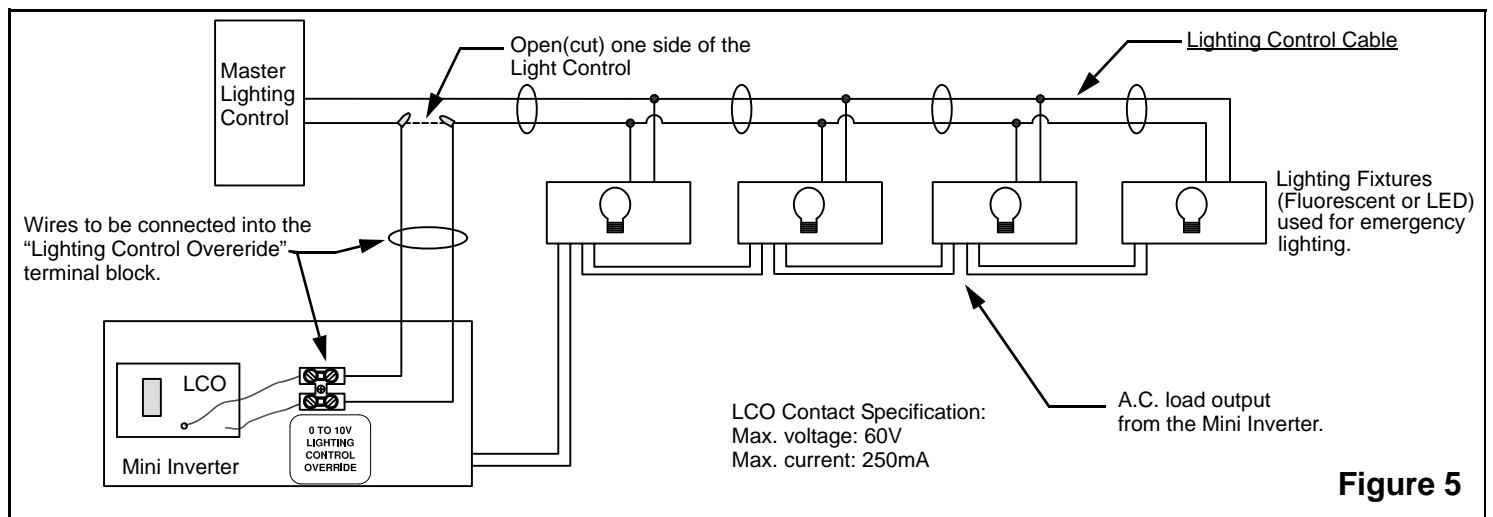 Master
Lighting
Control
Open(cut) one side of the
Light Control
Lighting Control Cable
Wires to be connected into the
“Lighting Control Overeride”
terminal block.
Lighting Fixtures
(Fluorescent or LED)
used for emergency
lighting.
LCO
0 TO 10V
LIGHTING
CONTROL
OVERRIDE
Mini Inverter
LCO Contact Specification:
Max. voltage: 60V
Max. current: 250mA
A.C. load output
from the Mini Inverter.
Figure 5